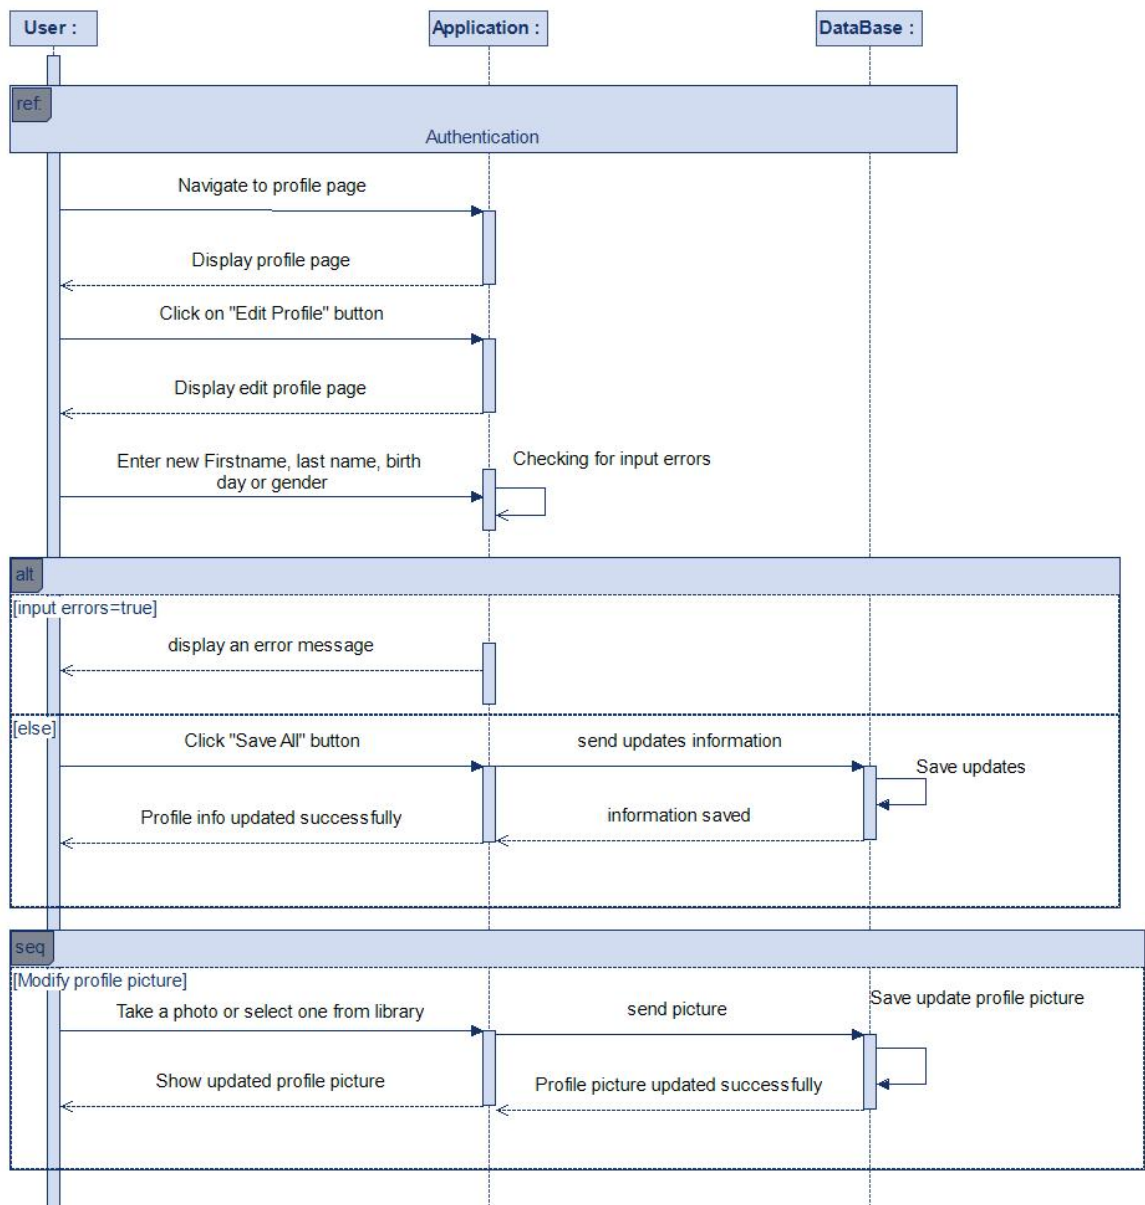 User :
Application :
DataBase :
ref:
Authentication
Navigate to profile page
Display profile page
Click on "Edit Profile" button
Display edit profile page
Enter new Firstname, last name, birth
day or gender
Checking for input errors
alt
[input errors=true]
display an error message
[else]
Click "Save All" button
send updates information
Save updates
Profile info updated successfully
information saved
seq
[Modify profile picture]
Take a photo or select one from library
send picture
Save update profile picture
Show updated profile picture
Profile picture updated successfully